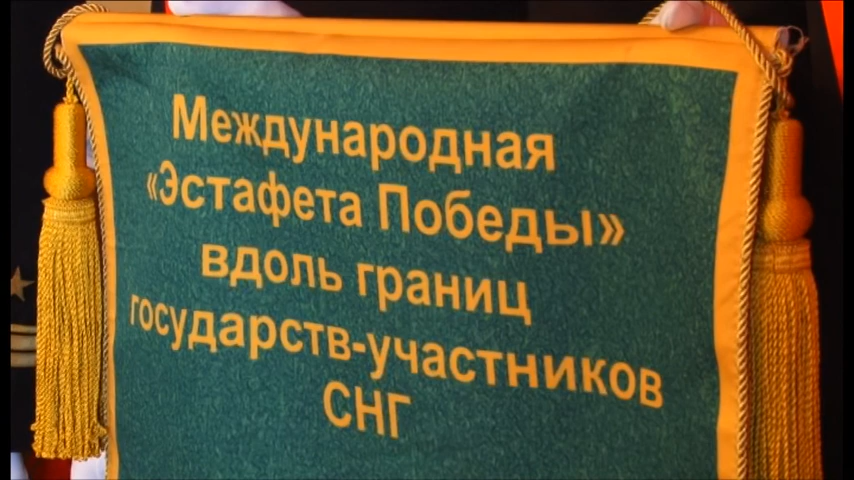 Международная
«Эстафета Победы»
вдоль границ
государств-участников
СНГ